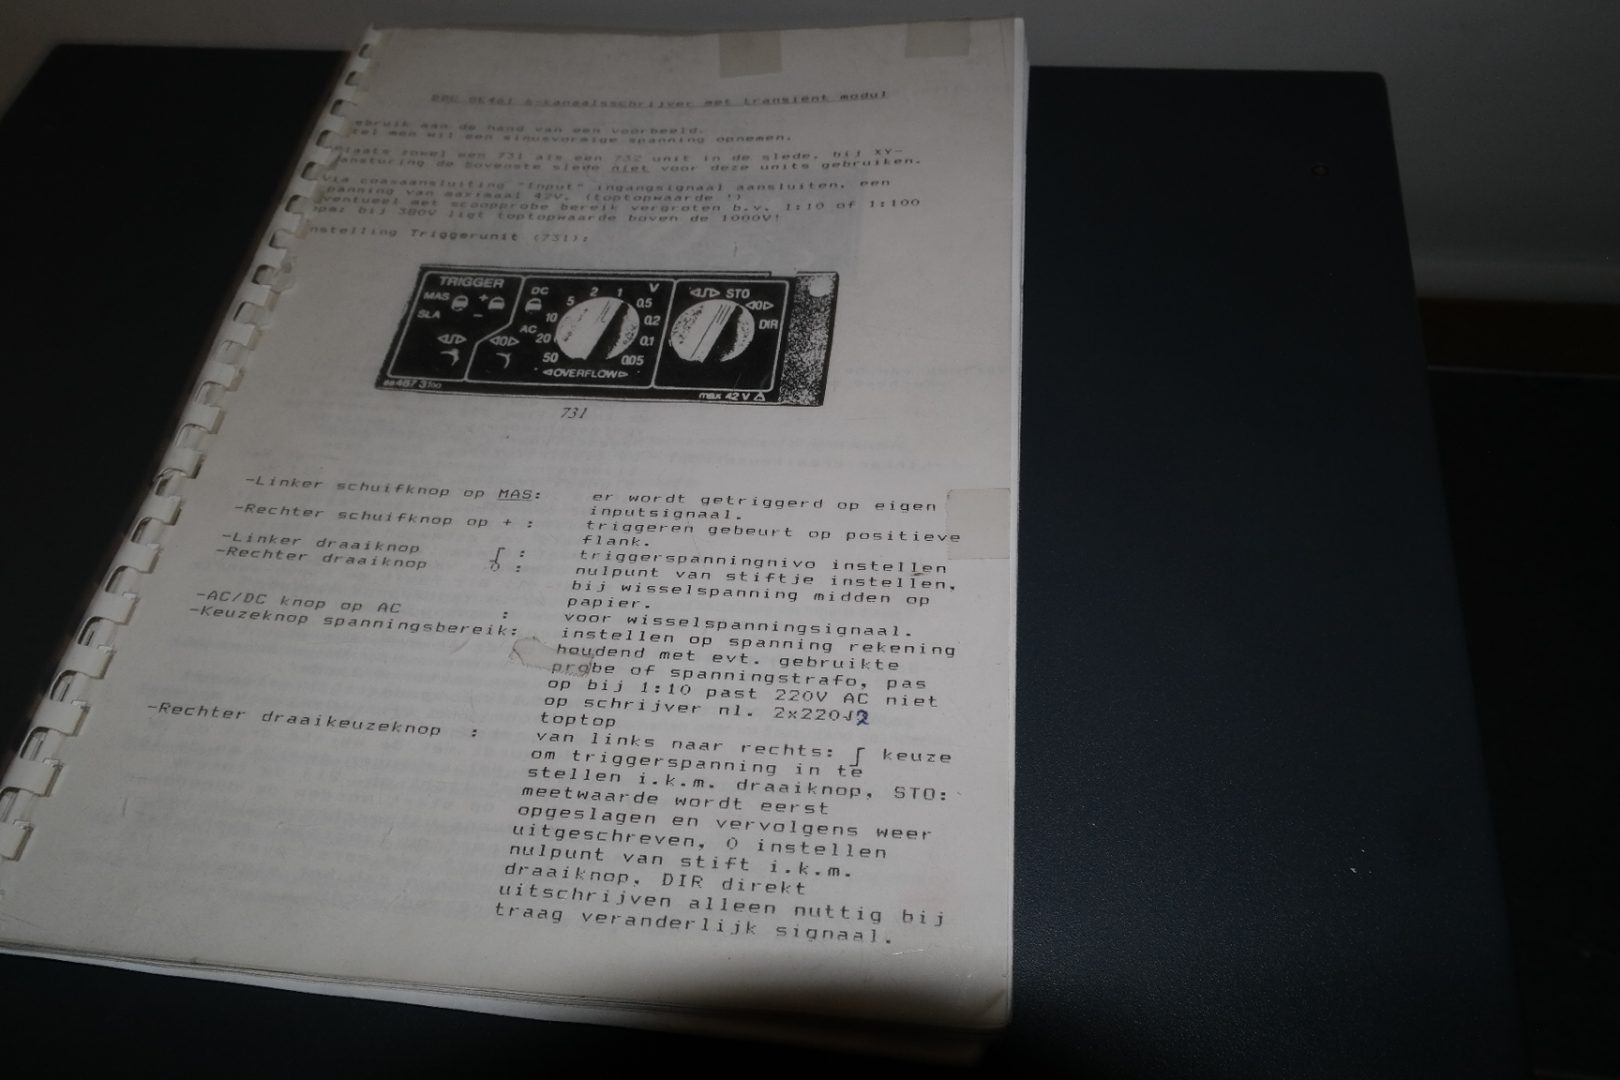 BBC SE461 6-kanaalsschrijver met transiënt modul
ebruik aan de hand van een voorbeeld.
tel men wil een sinusvormige spanning opnemen.
Plaats zowel een 731 als een 732 unit in de slede, bij XY-
aansturing de bovenste slede niet voor deze units gebruiken.
Via coaxaansluiting "Input" ingangsignaal aansluiten, een
panning van maximaal 42V. (toptopwaarde !)
ventueel met scoopprobe bereik vergroten b.v. 1:10 of 1:100
opa: bij 380V ligt toptopwaarde boven de 1000V!
nstelling Triggerunit (731):
TRIGGER
MAS
SLA
+
-
DC
AC
V
50
20
10
5
2
1
0.5
0.2
0.1
0.05
◁OVERFLOW▷
STO
◁0▷
DIR
◁0▷
max 42 V
731
-Linker schuifknop op MAS: er wordt getriggerd op eigen
inputsignaal.
-Rechter schuifknop op + : triggeren gebeurt op positieve
flank.
-Linker draaiknop ʃ : triggerspanningnivo instellen
-Rechter draaiknop 0 : nulpunt van stiftje instellen,
bij wisselspanning midden op
papier.
-AC/DC knop op AC : voor wisselspanningsignaal.
-Keuzeknop spanningsbereik: instellen op spanning rekening
houdend met evt. gebruikte
probe of spanningstrafo, pas
op bij 1:10 past 220V AC niet
op schrijver nl. 2x220√2
toptop
-Rechter draaikeuzeknop : van links naar rechts: ʃ keuze
om triggerspanning in te
stellen i.k.m. draaiknop, STO:
meetwaarde wordt eerst
opgeslagen en vervolgens weer
uitgeschreven, 0 instellen
nulpunt van stift i.k.m.
draaiknop, DIR direkt
uitschrijven alleen nuttig bij
traag veranderlijk signaal.